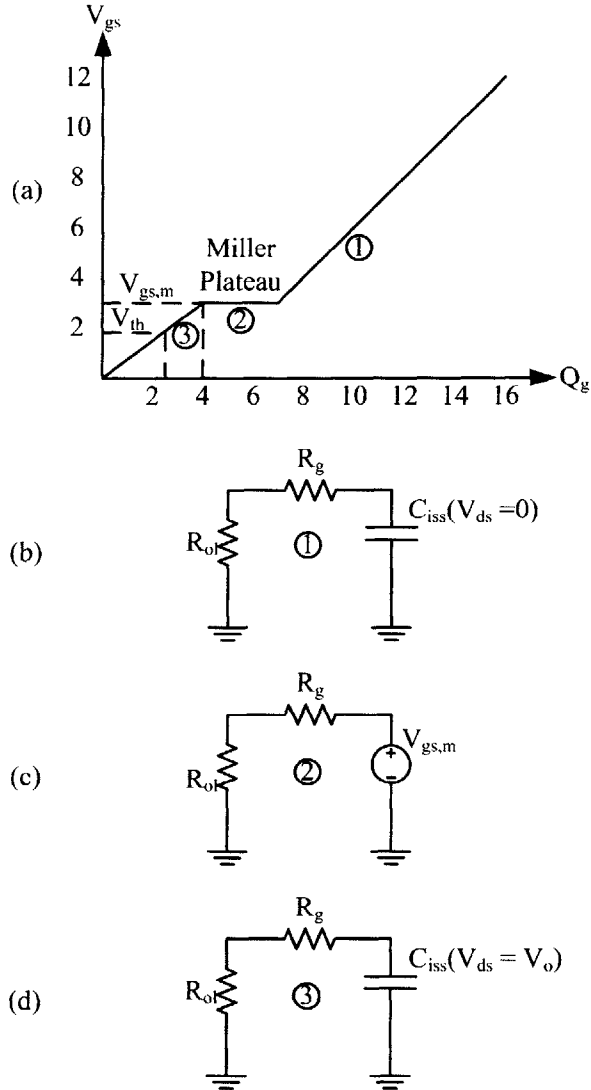 V_gs
12
10
8
6
4
2
(a)
Miller
Plateau
V_gs,m
V_th
①
②
③
2 4 6 8 10 12 14 16 Q_g
(b)
R_g
R_ol
①
C_iss(V_ds =0)
(c)
R_g
R_ol
②
V_gs,m
+
-
(d)
R_g
R_ol
③
C_iss(V_ds = V_o)